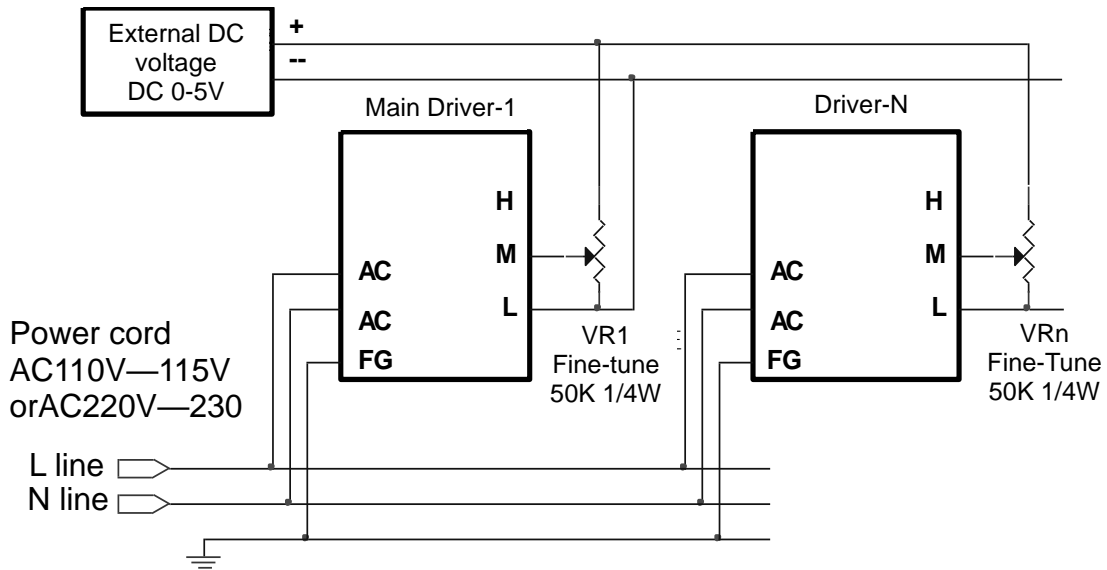 External DC
voltage
DC 0-5V
+
--
Main Driver-1
Driver-N
H
M
L
AC
AC
FG
VR1
Fine-tune
50K 1/4W
H
M
L
AC
AC
FG
VRn
Fine-Tune
50K 1/4W
Power cord
AC110V—115V
orAC220V—230
L line
N line